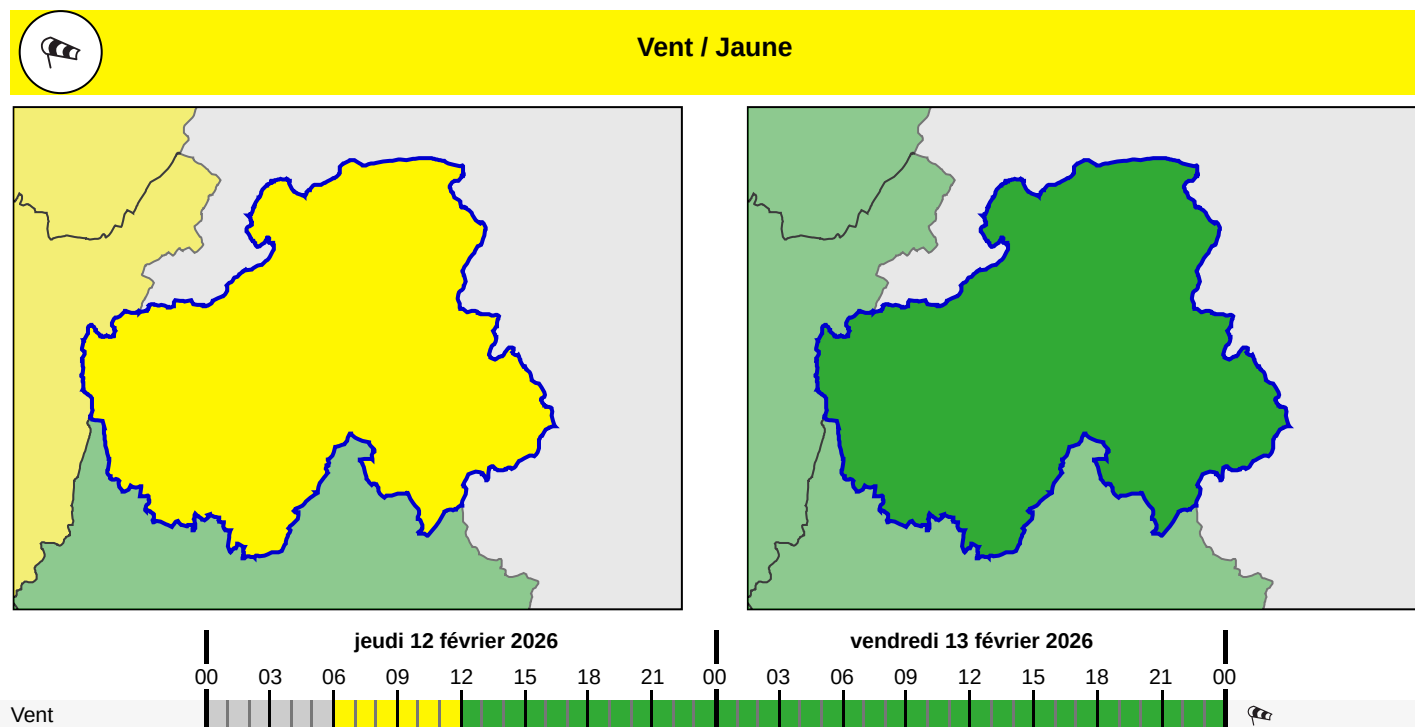 Vent / Jaune
jeudi 12 février 2026 vendredi 13 février 2026
00 03 06 09 12 15 18 21 00 03 06 09 12 15 18 21 00
Vent